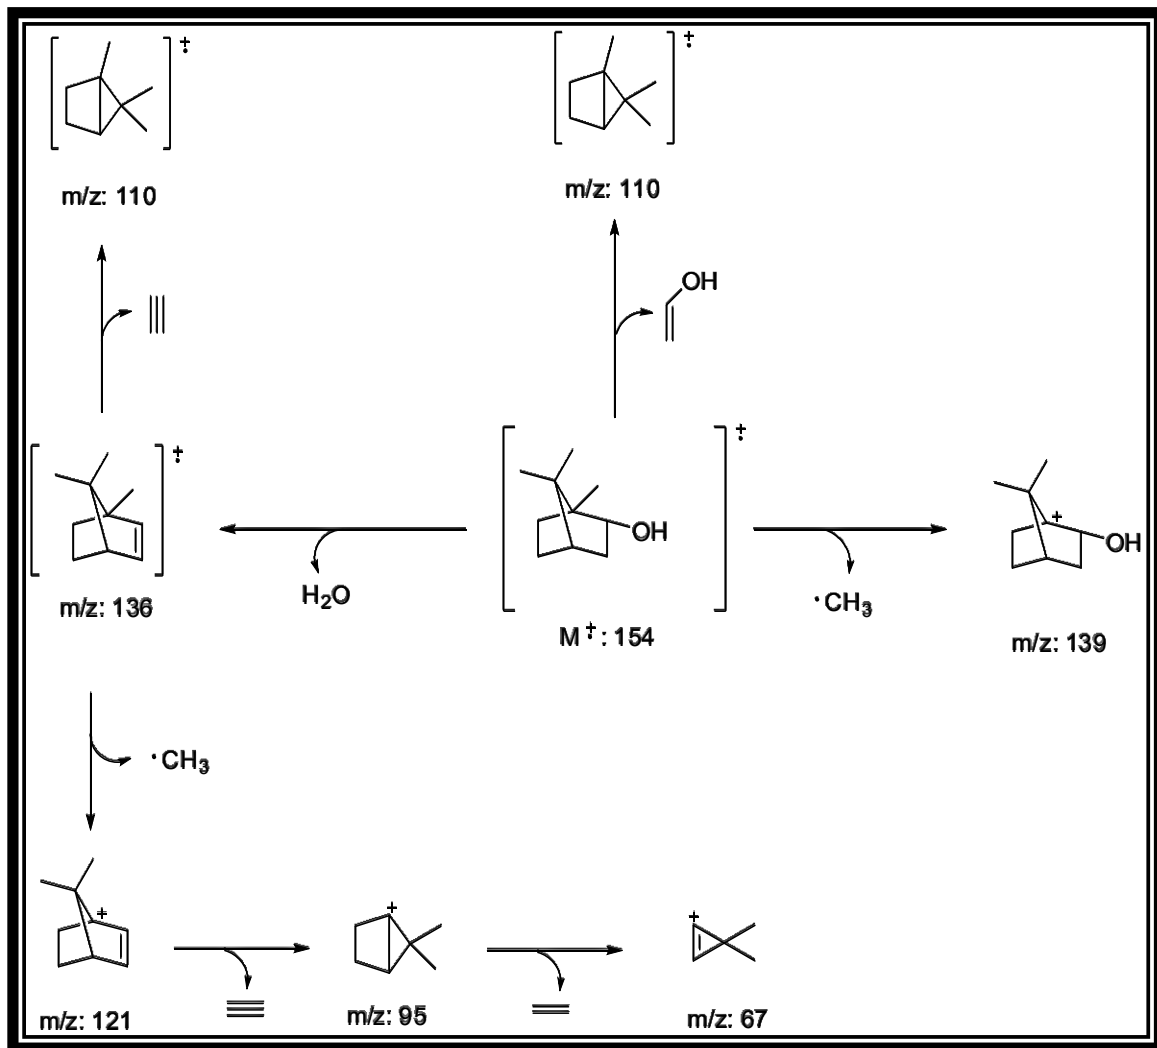 m/z: 110
m/z: 110
OH
OH
H₂O
m/z: 136
M⁺•: 154
•CH₃
+
OH
m/z: 139
•CH₃
+
m/z: 121
+
m/z: 95
+
m/z: 67